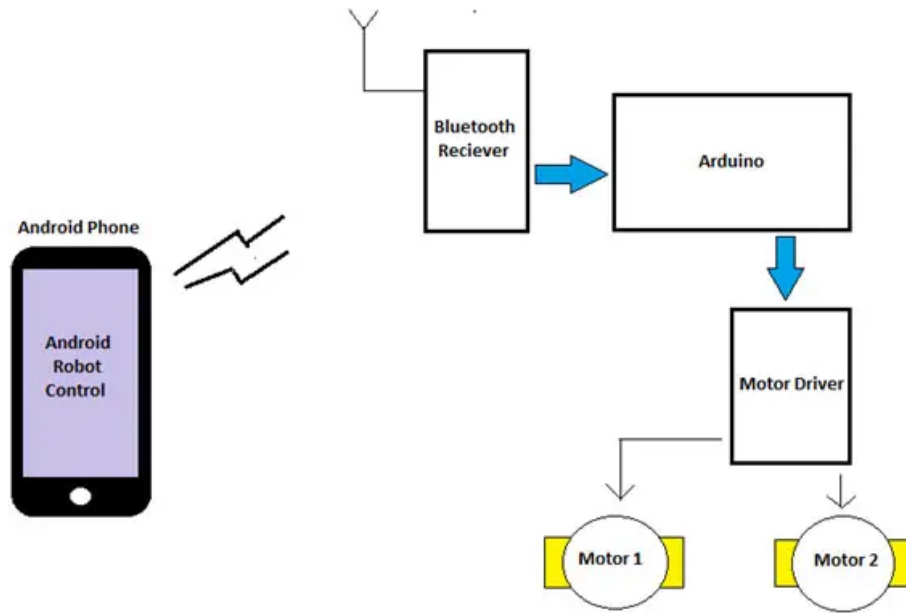 Bluetooth
Reciever
Arduino
Android Phone
Android
Robot
Control
Motor Driver
Motor 1
Motor 2